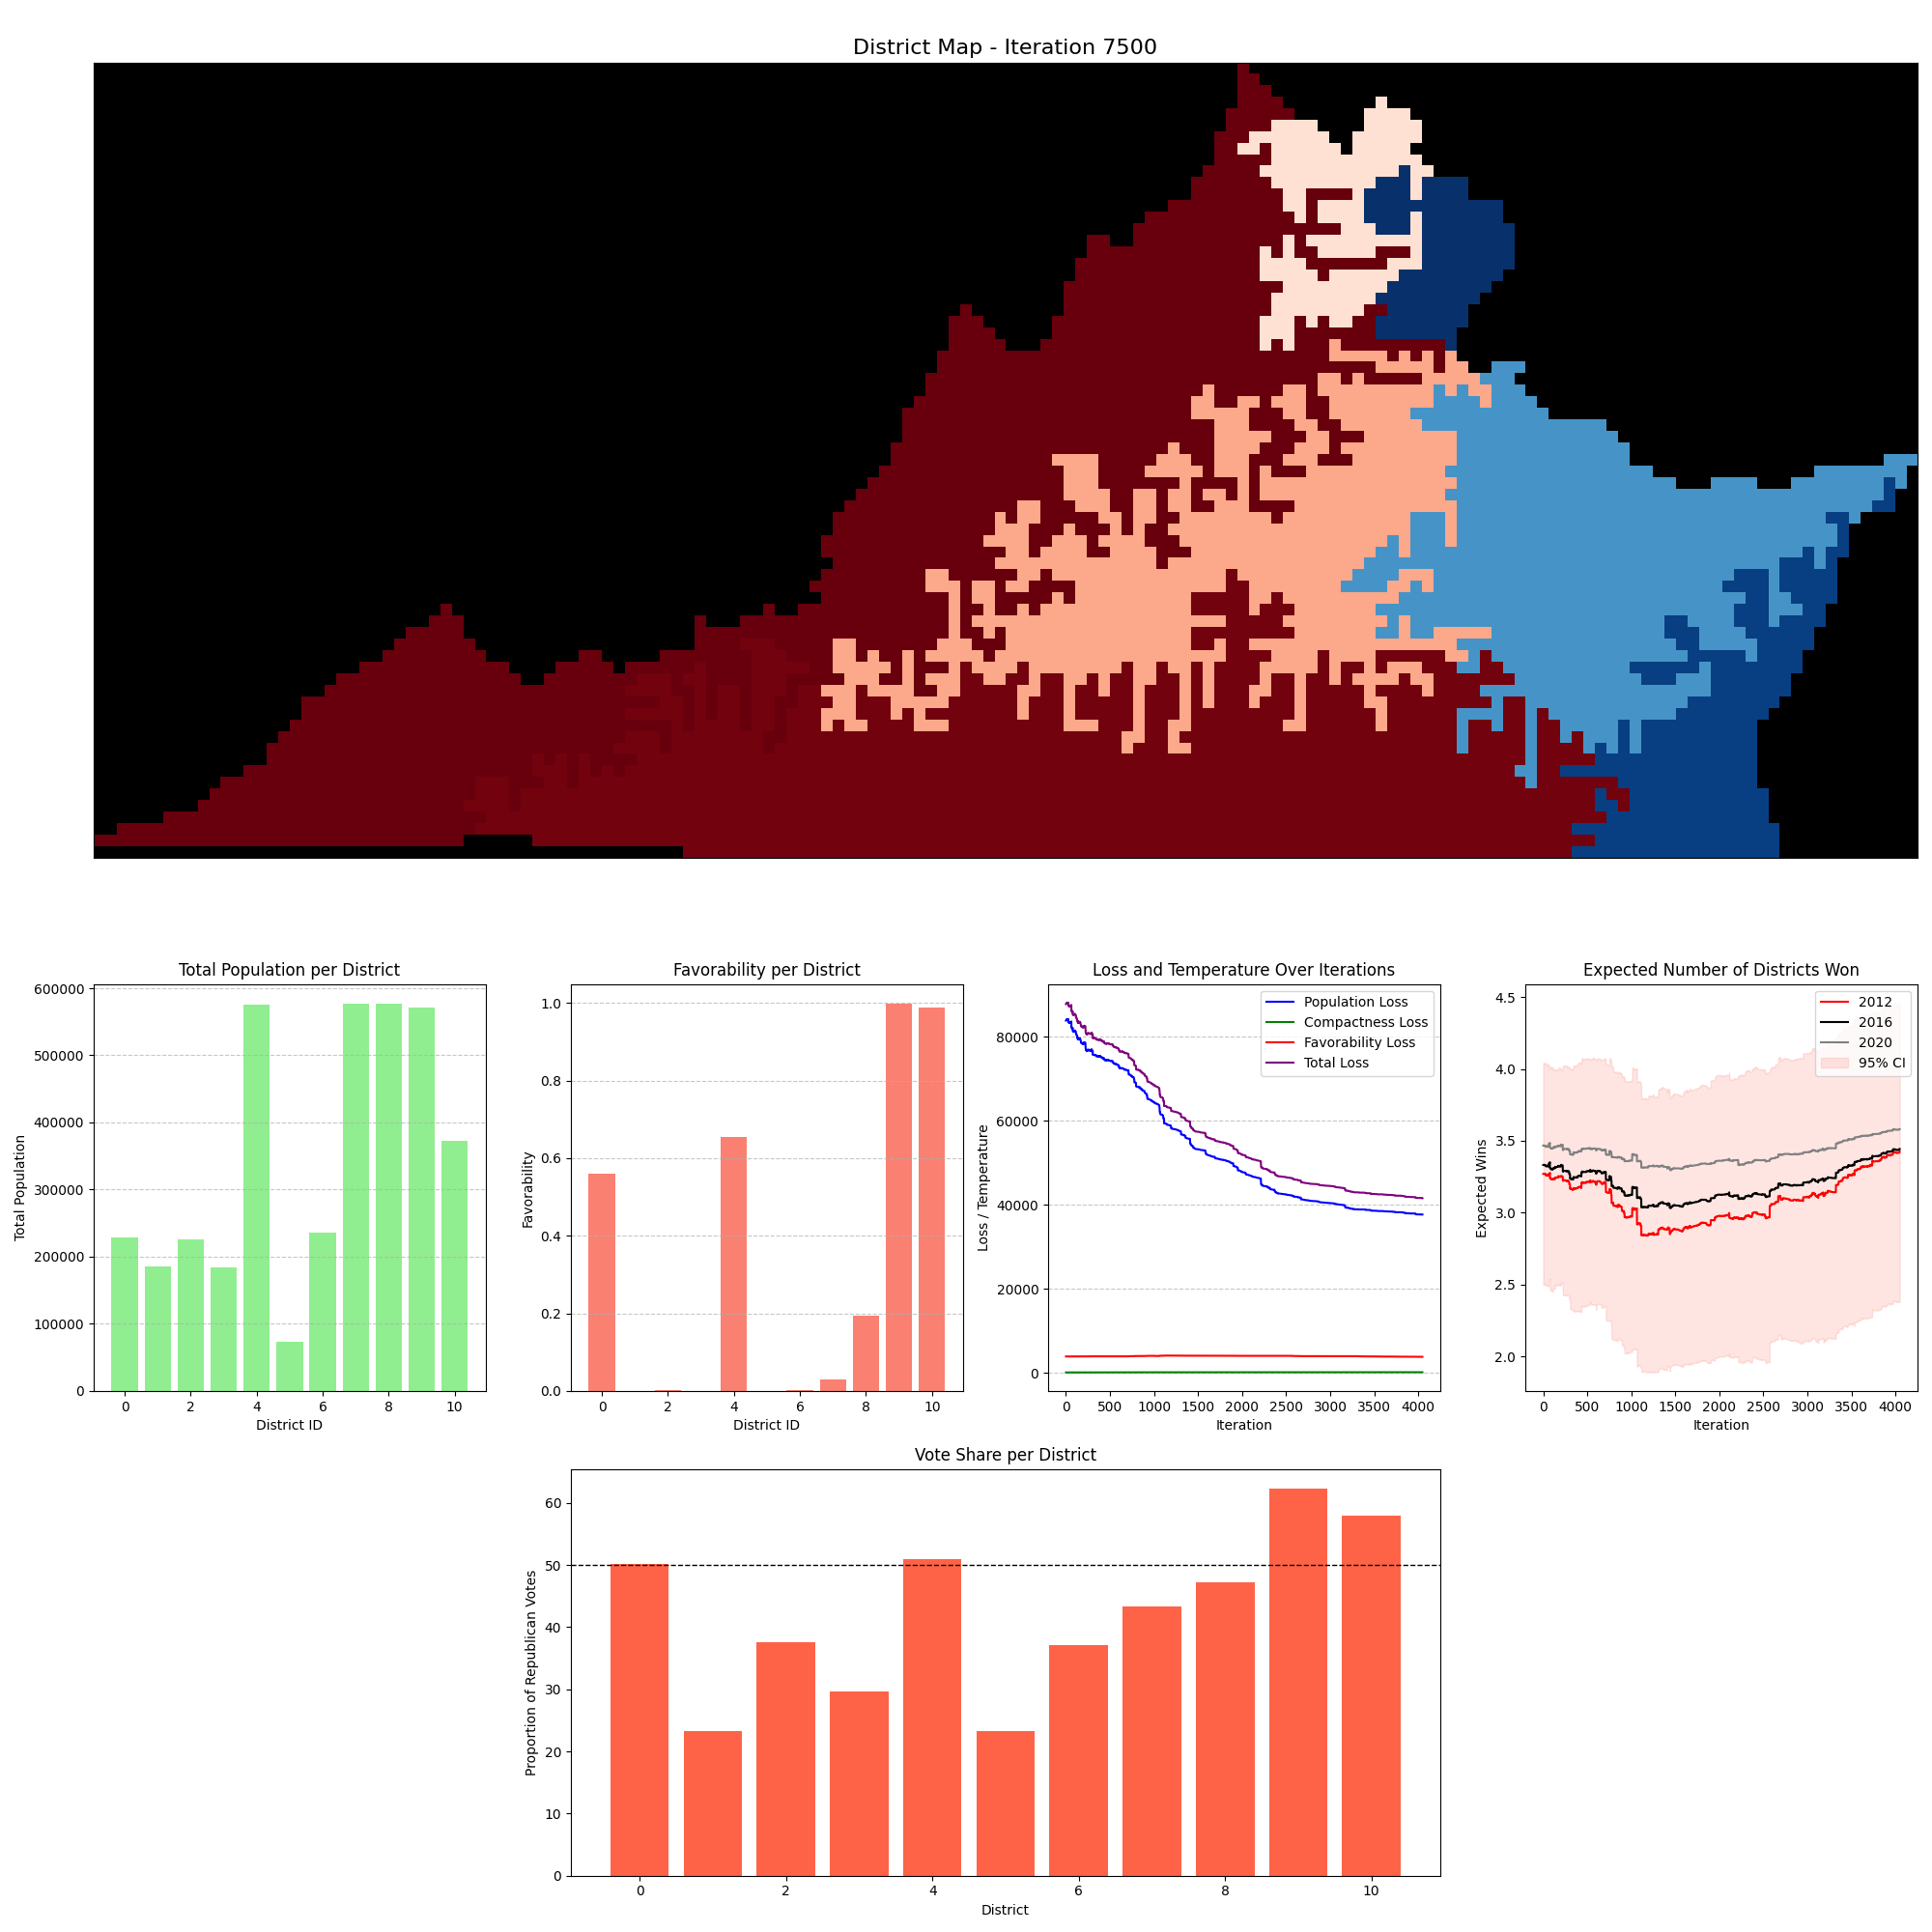 District Map - Iteration 7500
Total Population per District
Total Population
600000
500000
400000
300000
200000
100000
0
0 2 4 6 8 10
District ID
Favorability per District
Favorability
1.0
0.8
0.6
0.4
0.2
0.0
0 2 4 6 8 10
District ID
Loss and Temperature Over Iterations
Loss / Temperature
80000
60000
40000
20000
0
Population Loss
Compactness Loss
Favorability Loss
Total Loss
0 500 1000 1500 2000 2500 3000 3500 4000
Iteration
Expected Number of Districts Won
Expected Wins
4.5
4.0
3.5
3.0
2.5
2.0
2012
2016
2020
95% CI
0 500 1000 1500 2000 2500 3000 3500 4000
Iteration
Vote Share per District
Proportion of Republican Votes
60
50
40
30
20
10
0
0 2 4 6 8 10
District